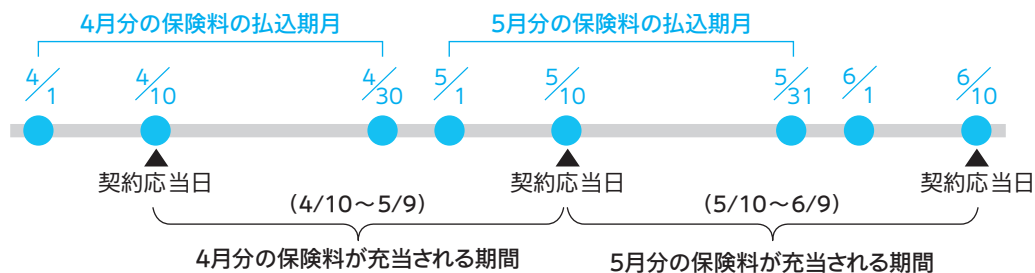 4月分の保険料の払込期月
5月分の保険料の払込期月
4/1
4/10
4/30
5/1
5/10
5/31
6/1
6/10
契約応当日
契約応当日
契約応当日
(4/10〜5/9)
(5/10〜6/9)
4月分の保険料が充当される期間
5月分の保険料が充当される期間